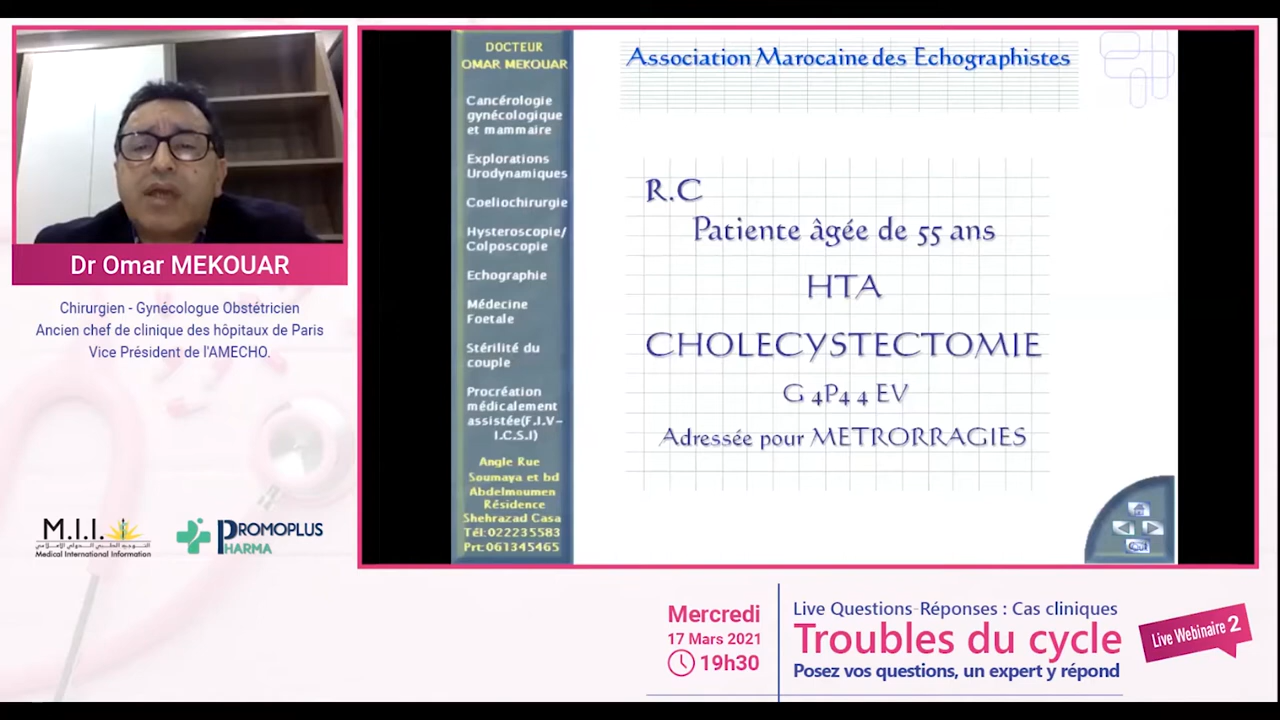 Dr Omar MEKOUAR
Chirurgien - Gynécologue Obstétricien
Ancien chef de clinique des hôpitaux de Paris
Vice Président de l'AMECHO.
M.I.I.
التوجيه الطبي الدولي الإعلامي
Medical International Information
PROMOPLUS
PHARMA
DOCTEUR
OMAR MEKOUAR
Cancérologie
gynécologique
et mammaire
Explorations
Urodynamiques
Coeliochirurgie
Hysteroscopie/
Colposcopie
Echographie
Médecine
Foetale
Stérilité du
couple
Procréation
médicalement
assistée(F.I.V-
I.C.S.I)
Angle Rue
Soumaya et bd
Abdelmoumen
Résidence
Shehrazad Casa
Tél:022235583
Prt:061345465
Association Marocaine des Echographistes
R.C
Patiente âgée de 55 ans
HTA
CHOLECYSTECTOMIE
G 4P4 4 EV
Adressée pour METRORRAGIES
Mercredi
17 Mars 2021
19h30
Live Questions-Réponses : Cas cliniques
Troubles du cycle
Posez vos questions, un expert y répond
Live Webinaire 2